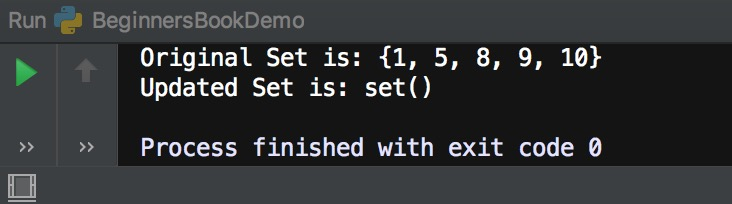 Run BeginnersBookDemo
Original Set is: {1, 5, 8, 9, 10}
Updated Set is: set()
Process finished with exit code 0